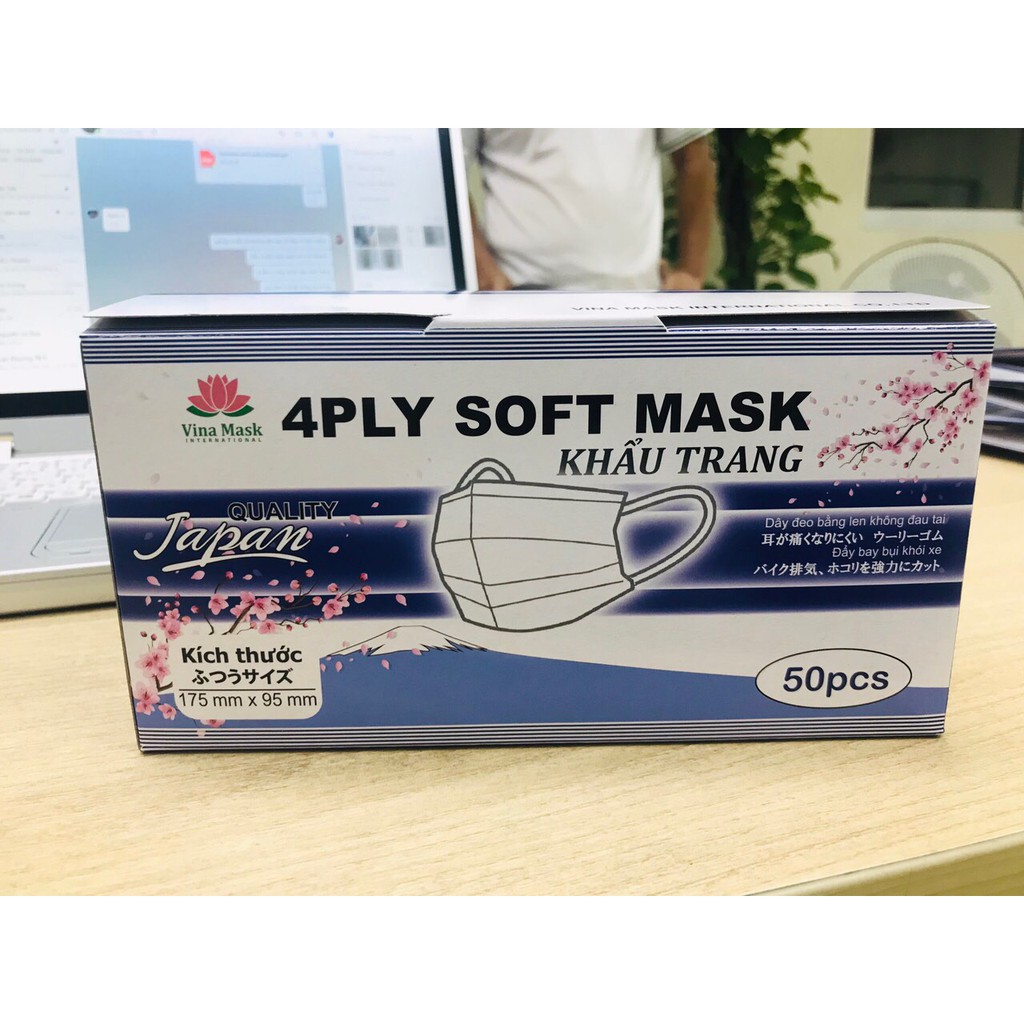 VINA MASK INTERNATIONAL CO.,LTD
Vina Mask
INTERNATIONAL
4PLY SOFT MASK
KHẨU TRANG
QUALITY
Japan
Dây đeo bằng len không đau tai
耳が痛くなりにくい ウーリーゴム
Đẩy bay bụi khói xe
バイク排気、ホコリを強力にカット
Kích thước
ふつうサイズ
175 mm x 95 mm
50pcs